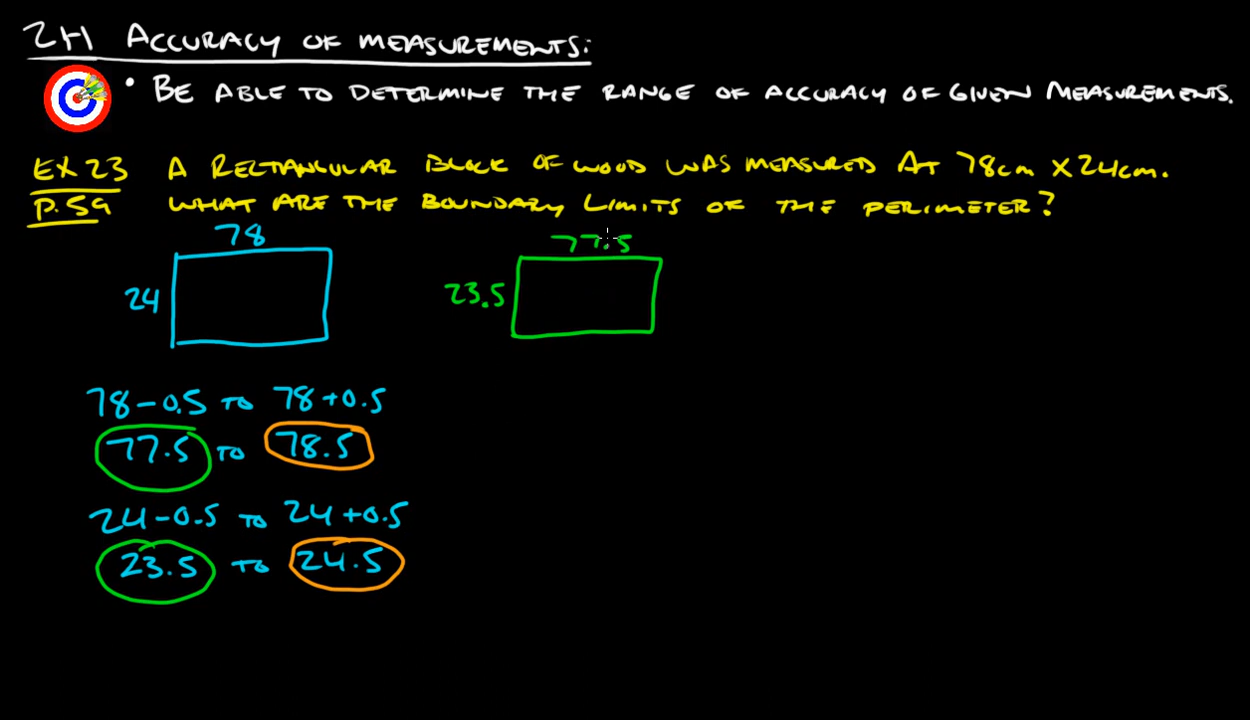 2H ACCURACY OF MEASUREMENTS:
• BE ABLE TO DETERMINE THE RANGE OF ACCURACY OF GIVEN MEASUREMENTS.
EX 23 A RECTANGULAR BLOCK OF WOOD WAS MEASURED AT 78cm X 24cm.
P.59 WHAT ARE THE BOUNDARY LIMITS OF THE PERIMETER?
78
77.5
24
23.5
78-0.5 TO 78+0.5
77.5 TO 78.5
24-0.5 TO 24+0.5
23.5 TO 24.5